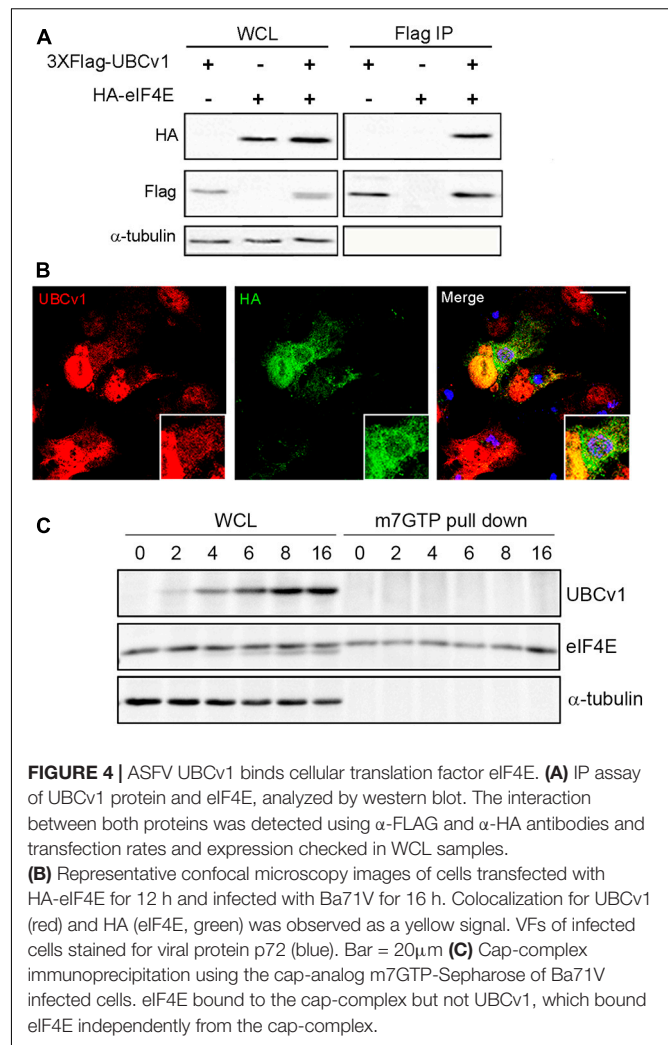 A
WCL Flag IP
3XFlag-UBCv1 + - + + - +
HA-eIF4E - + + - + +
HA
Flag
α-tubulin
B
UBCv1
HA
Merge
C
WCL m7GTP pull down
0 2 4 6 8 16 0 2 4 6 8 16
UBCv1
eIF4E
α-tubulin
FIGURE 4 | ASFV UBCv1 binds cellular translation factor eIF4E. (A) IP assay
of UBCv1 protein and eIF4E, analyzed by western blot. The interaction
between both proteins was detected using α-FLAG and α-HA antibodies and
transfection rates and expression checked in WCL samples.
(B) Representative confocal microscopy images of cells transfected with
HA-eIF4E for 12 h and infected with Ba71V for 16 h. Colocalization for UBCv1
(red) and HA (eIF4E, green) was observed as a yellow signal. VFs of infected
cells stained for viral protein p72 (blue). Bar = 20μm (C) Cap-complex
immunoprecipitation using the cap-analog m7GTP-Sepharose of Ba71V
infected cells. eIF4E bound to the cap-complex but not UBCv1, which bound
eIF4E independently from the cap-complex.